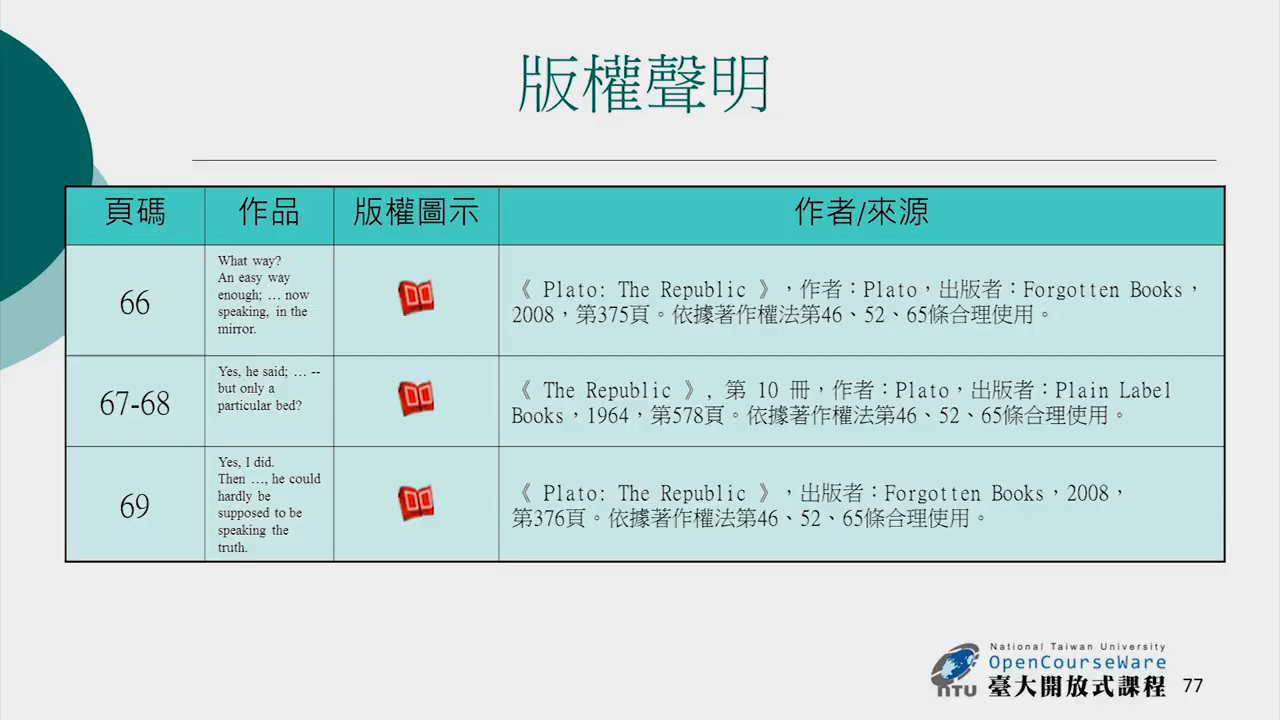 版權聲明
頁碼
作品
版權圖示
作者/來源
66
What way?
An easy way
enough; … now
speaking, in the
mirror.
《 Plato: The Republic 》，作者：Plato，出版者：Forgotten Books，
2008，第375頁。依據著作權法第46、52、65條合理使用。
67-68
Yes, he said; … --
but only a
particular bed?
《 The Republic 》, 第 10 冊，作者：Plato，出版者：Plain Label
Books，1964，第578頁。依據著作權法第46、52、65條合理使用。
69
Yes, I did.
Then …, he could
hardly be
supposed to be
speaking the
truth.
《 Plato: The Republic 》，出版者：Forgotten Books，2008，
第376頁。依據著作權法第46、52、65條合理使用。
National Taiwan University
OpenCourseWare
臺大開放式課程
NTU
77